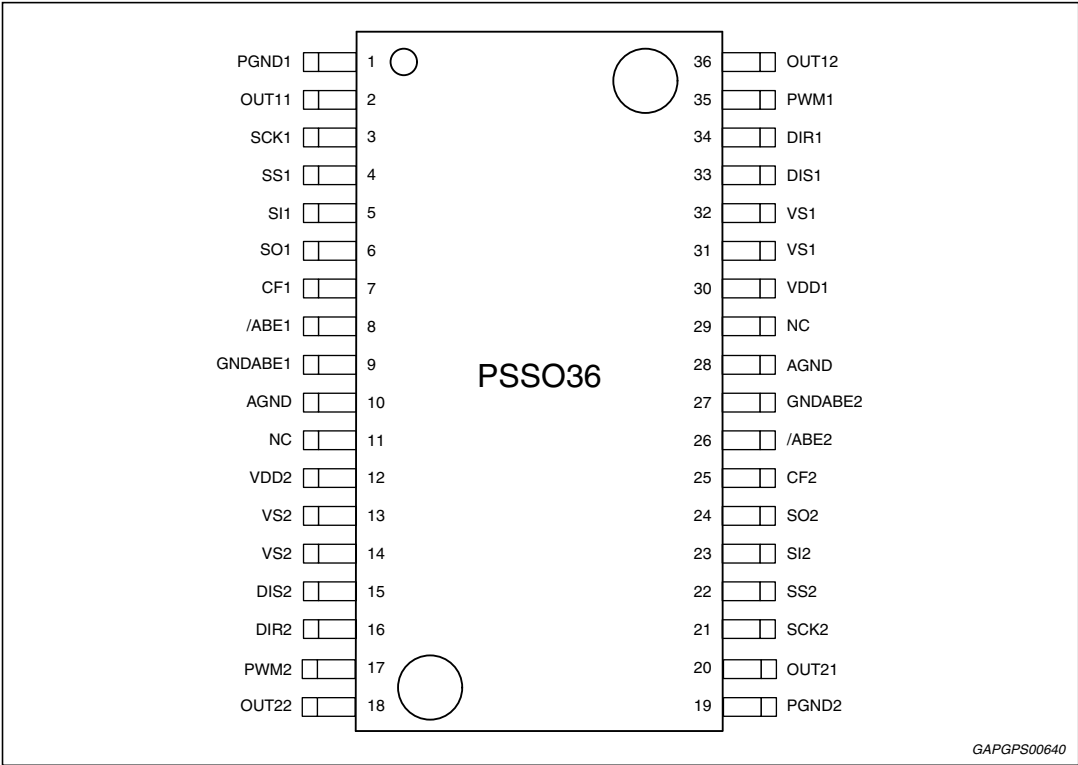 PGND1 1 36 OUT12
OUT11 2 35 PWM1
SCK1 3 34 DIR1
SS1 4 33 DIS1
SI1 5 32 VS1
SO1 6 31 VS1
CF1 7 30 VDD1
/ABE1 8 29 NC
GNDABE1 9 28 AGND
PSSO36
AGND 10 27 GNDABE2
NC 11 26 /ABE2
VDD2 12 25 CF2
VS2 13 24 SO2
VS2 14 23 SI2
DIS2 15 22 SS2
DIR2 16 21 SCK2
PWM2 17 20 OUT21
OUT22 18 19 PGND2
GAPGPS00640